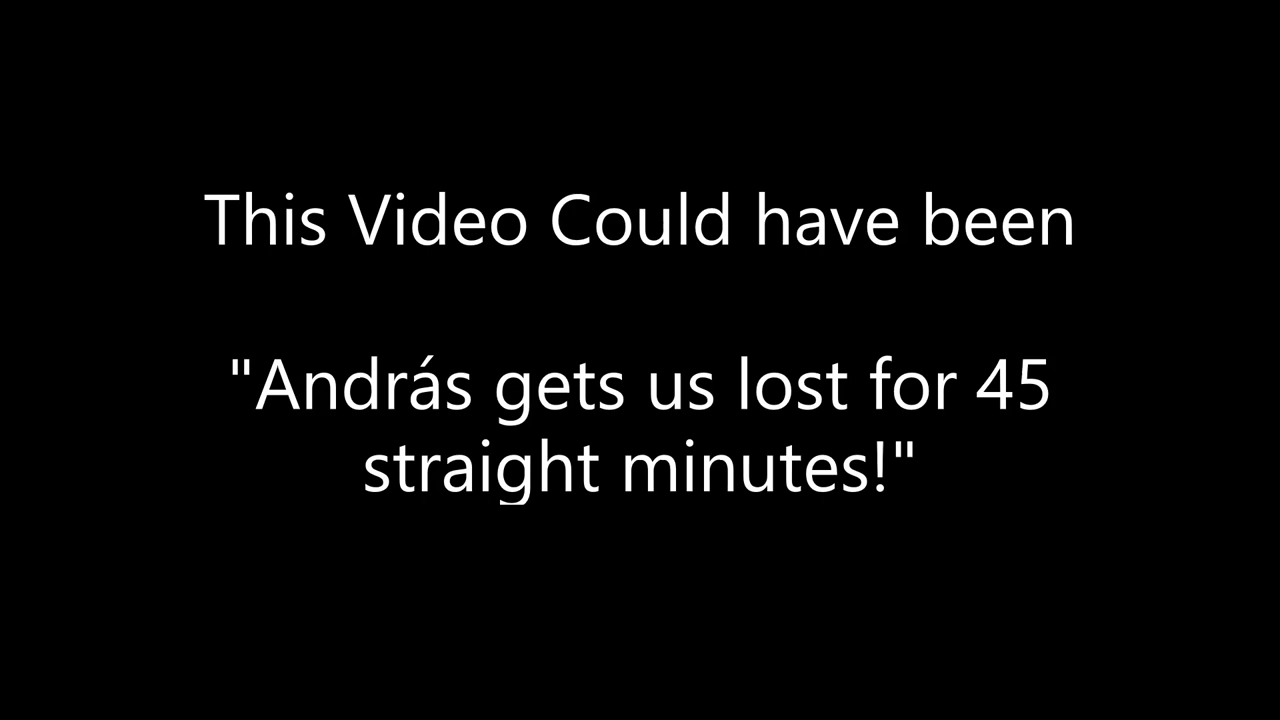 This Video Could have been
"András gets us lost for 45
straight minutes!"